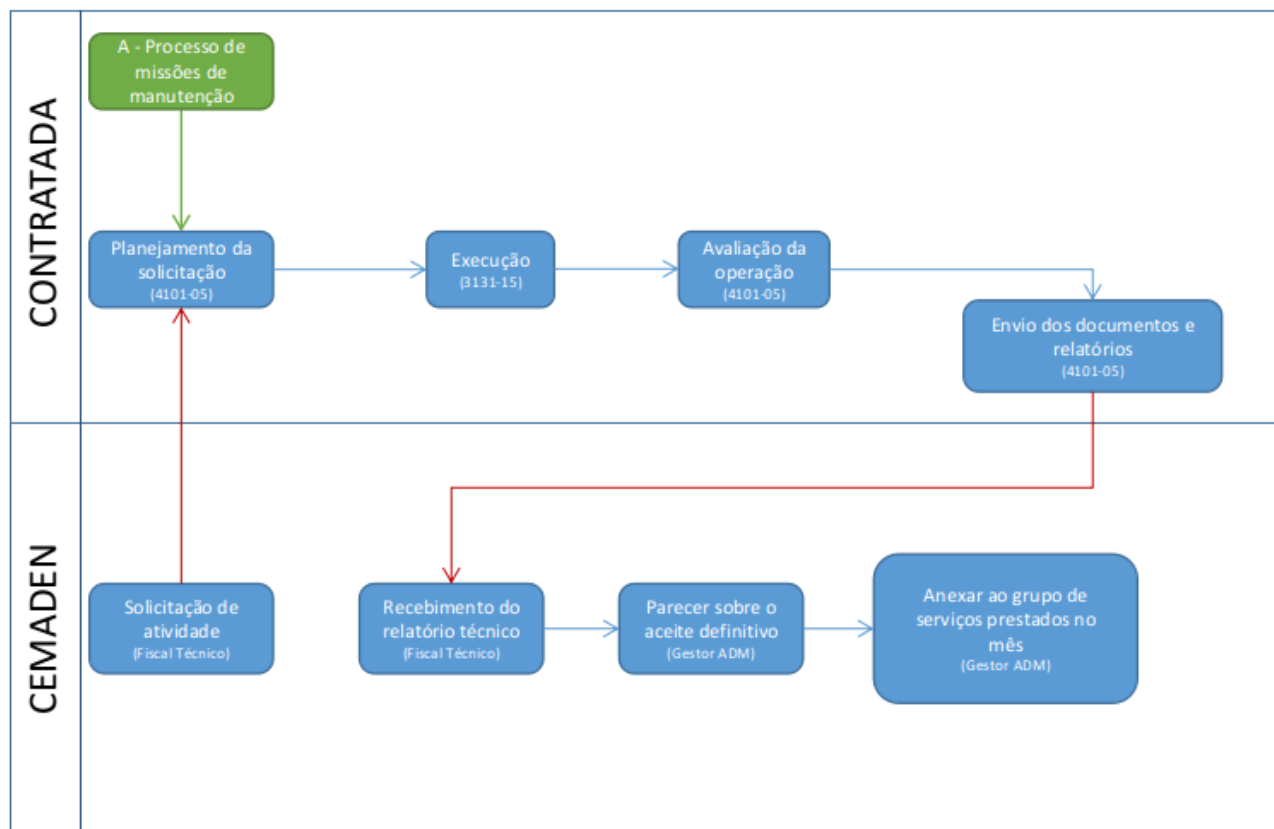 CONTRATADA
A - Processo de
missões de
manutenção
Planejamento da
solicitação
(4101-05)
Execução
(3131-15)
Avaliação da
operação
(4101-05)
Envio dos documentos e
relatórios
(4101-05)
CEMADEN
Solicitação de
atividade
(Fiscal Técnico)
Recebimento do
relatório técnico
(Fiscal Técnico)
Parecer sobre o
aceite definitivo
(Gestor ADM)
Anexar ao grupo de
serviços prestados no
mês
(Gestor ADM)